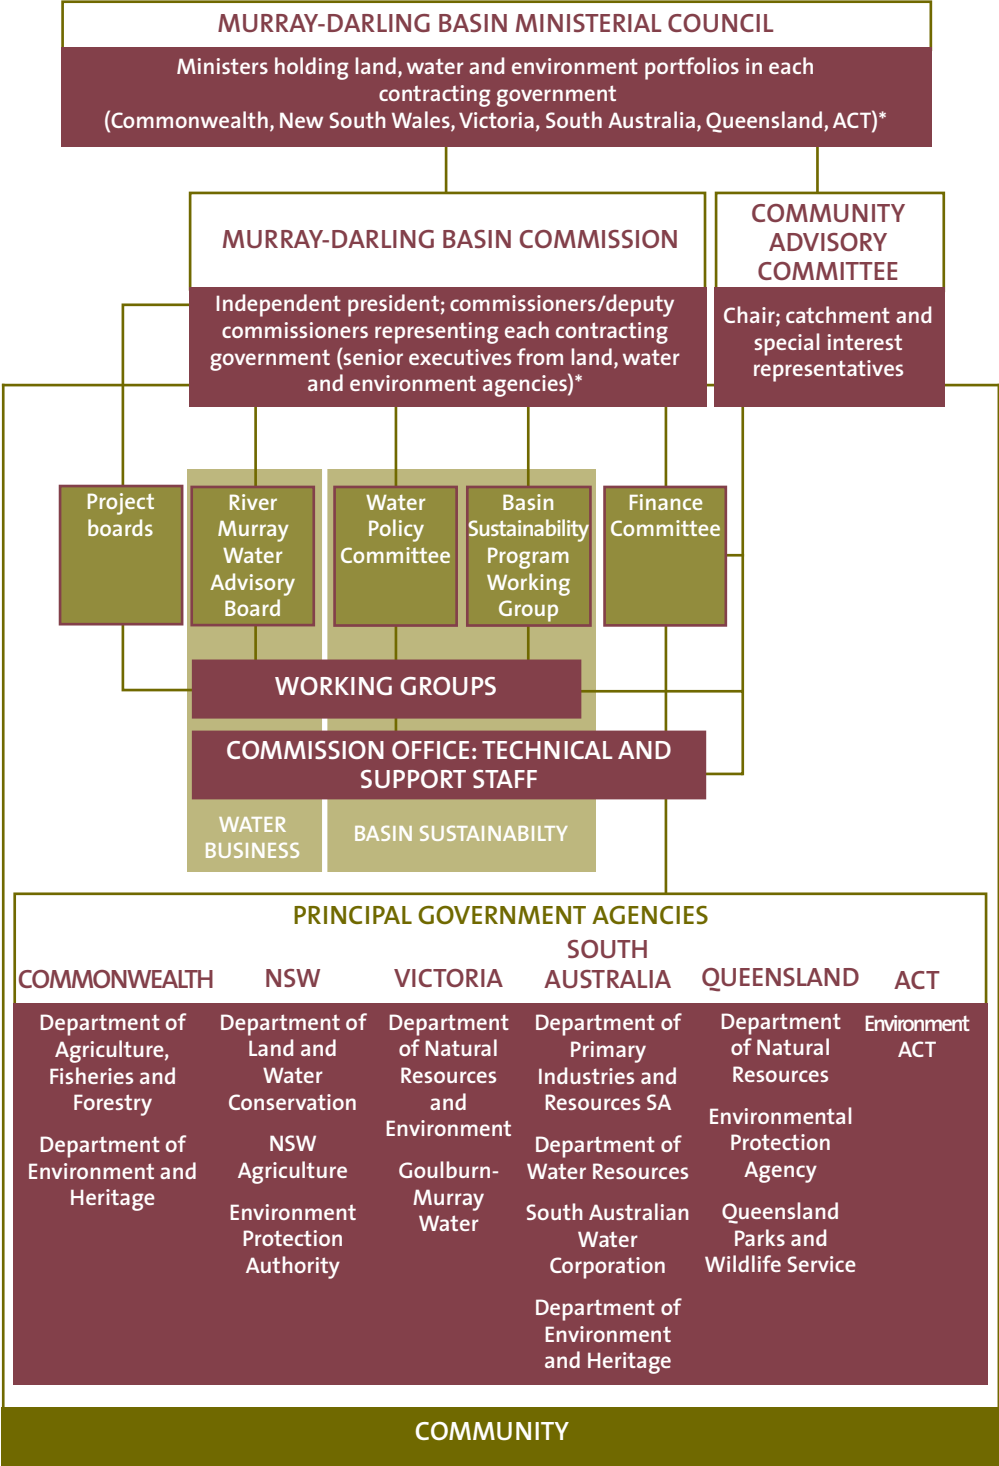 MURRAY-DARLING BASIN MINISTERIAL COUNCIL
Ministers holding land, water and environment portfolios in each
contracting government
(Commonwealth, New South Wales, Victoria, South Australia, Queensland, ACT)*
MURRAY-DARLING BASIN COMMISSION
Independent president; commissioners/deputy
commissioners representing each contracting
government (senior executives from land, water
and environment agencies)*
COMMUNITY
ADVISORY
COMMITTEE
Chair; catchment and
special interest
representatives
Project
boards
River
Murray
Water
Advisory
Board
Water
Policy
Committee
Basin
Sustainability
Program
Working
Group
Finance
Committee
WORKING GROUPS
COMMISSION OFFICE: TECHNICAL AND
SUPPORT STAFF
WATER
BUSINESS
BASIN SUSTAINABILTY
PRINCIPAL GOVERNMENT AGENCIES
COMMONWEALTH
Department of
Agriculture,
Fisheries and
Forestry
Department of
Environment and
Heritage
NSW
Department of
Land and
Water
Conservation
NSW
Agriculture
Environment
Protection
Authority
VICTORIA
Department
of Natural
Resources
and
Environment
Goulburn-
Murray
Water
SOUTH
AUSTRALIA
Department of
Primary
Industries and
Resources SA
Department of
Water Resources
South Australian
Water
Corporation
Department of
Environment
and Heritage
QUEENSLAND
Department
of Natural
Resources
Environmental
Protection
Agency
Queensland
Parks and
Wildlife Service
ACT
Environment
ACT
COMMUNITY